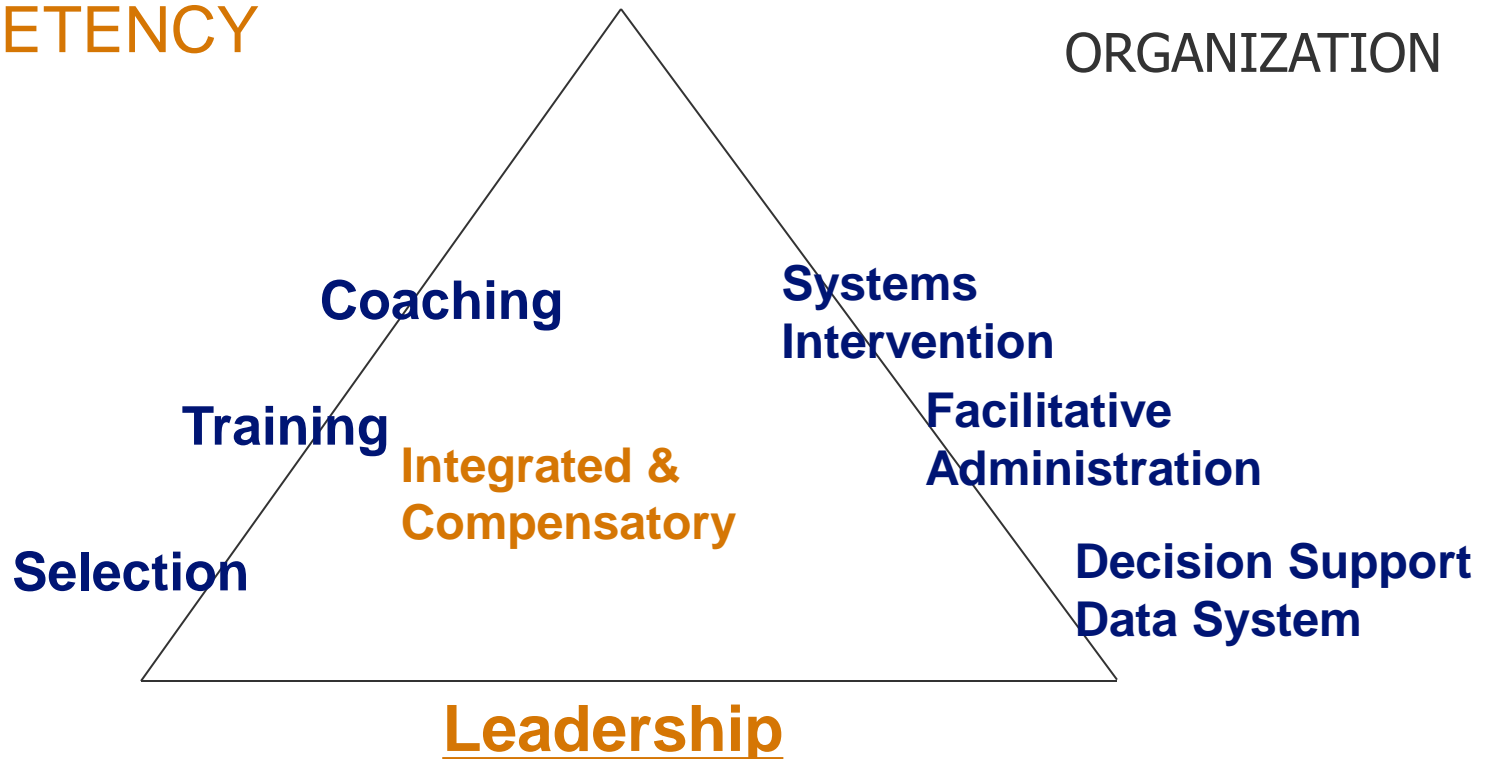 ETENCY
ORGANIZATION
Coaching
Systems
Intervention
Training
Facilitative
Administration
Integrated &
Compensatory
Selection
Decision Support
Data System
Leadership